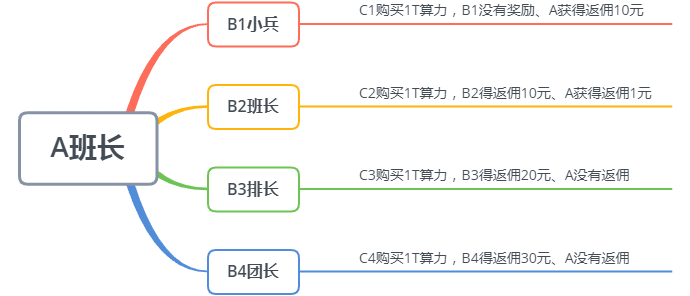 B1小兵
C1购买1T算力，B1没有奖励、A获得返佣10元
B2班长
C2购买1T算力，B2得返佣10元、A获得返佣1元
A班长
B3排长
C3购买1T算力，B3得返佣20元、A没有返佣
B4团长
C4购买1T算力，B4得返佣30元、A没有返佣